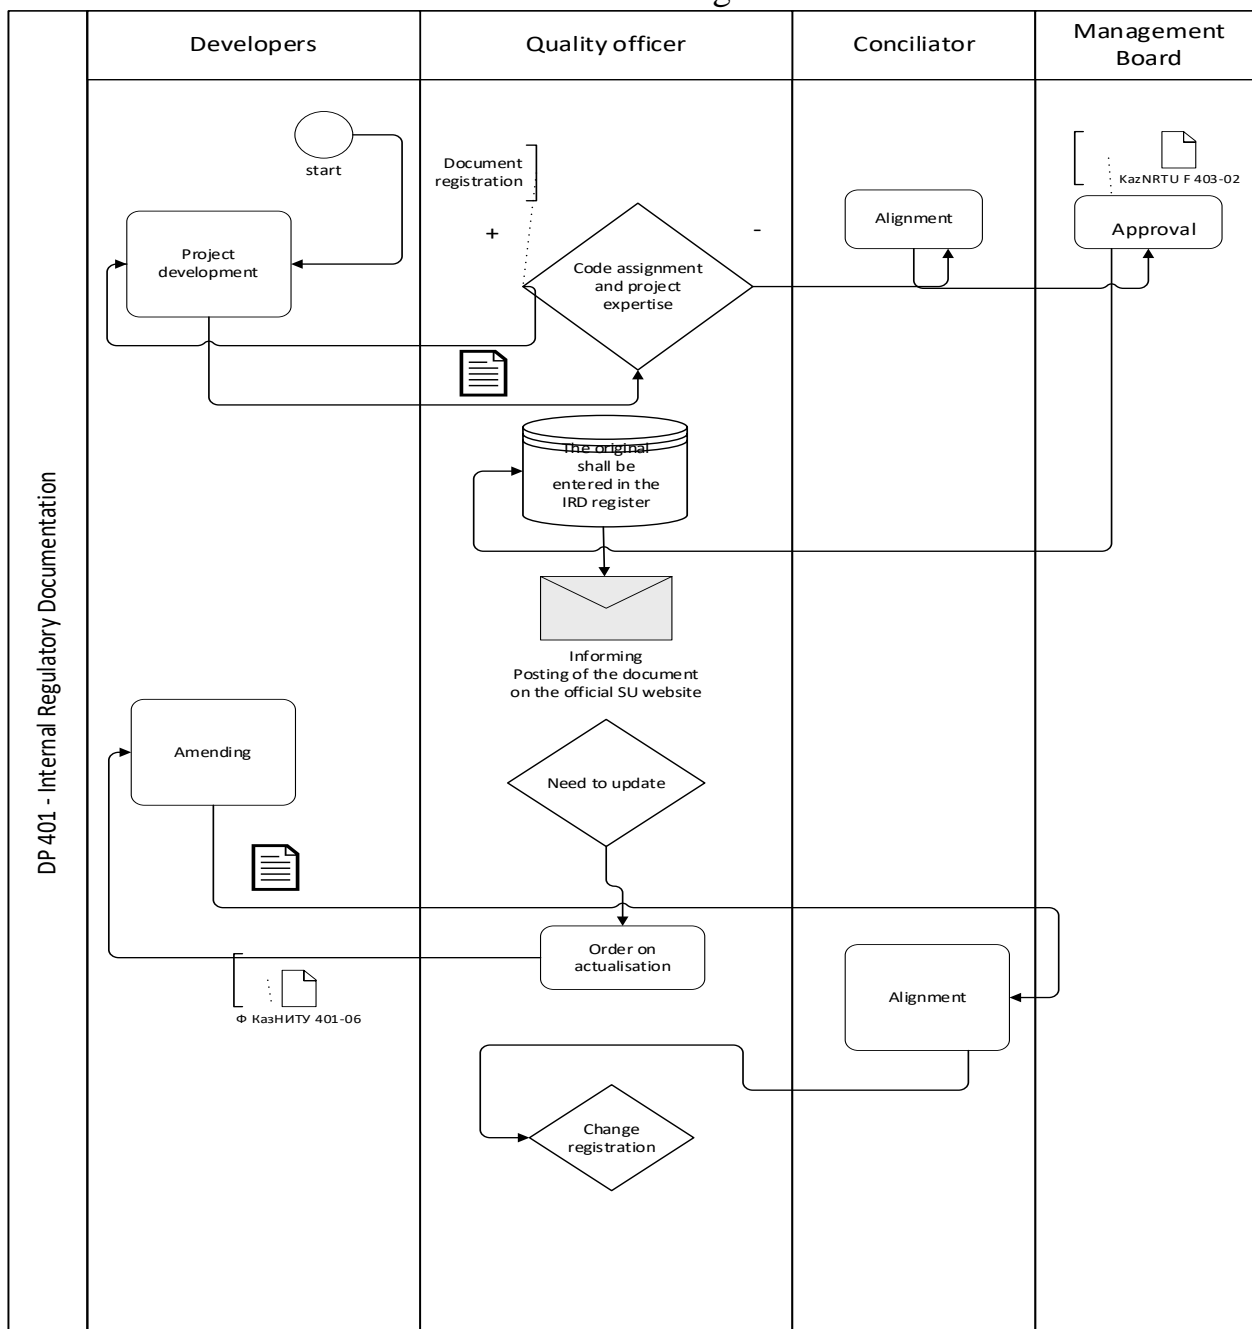 Developers
Quality officer
Conciliator
Management
Board
DP 401 - Internal Regulatory Documentation
start
Document
registration
+
-
KazNRTU F 403-02
Project
development
Code assignment
and project
expertise
Alignment
Approval
The original
shall be
entered in the
IRD register
Informing
Posting of the document
on the official SU website
Amending
Need to update
Order on
actualisation
Ф КазНИТУ 401-06
Alignment
Change
registration